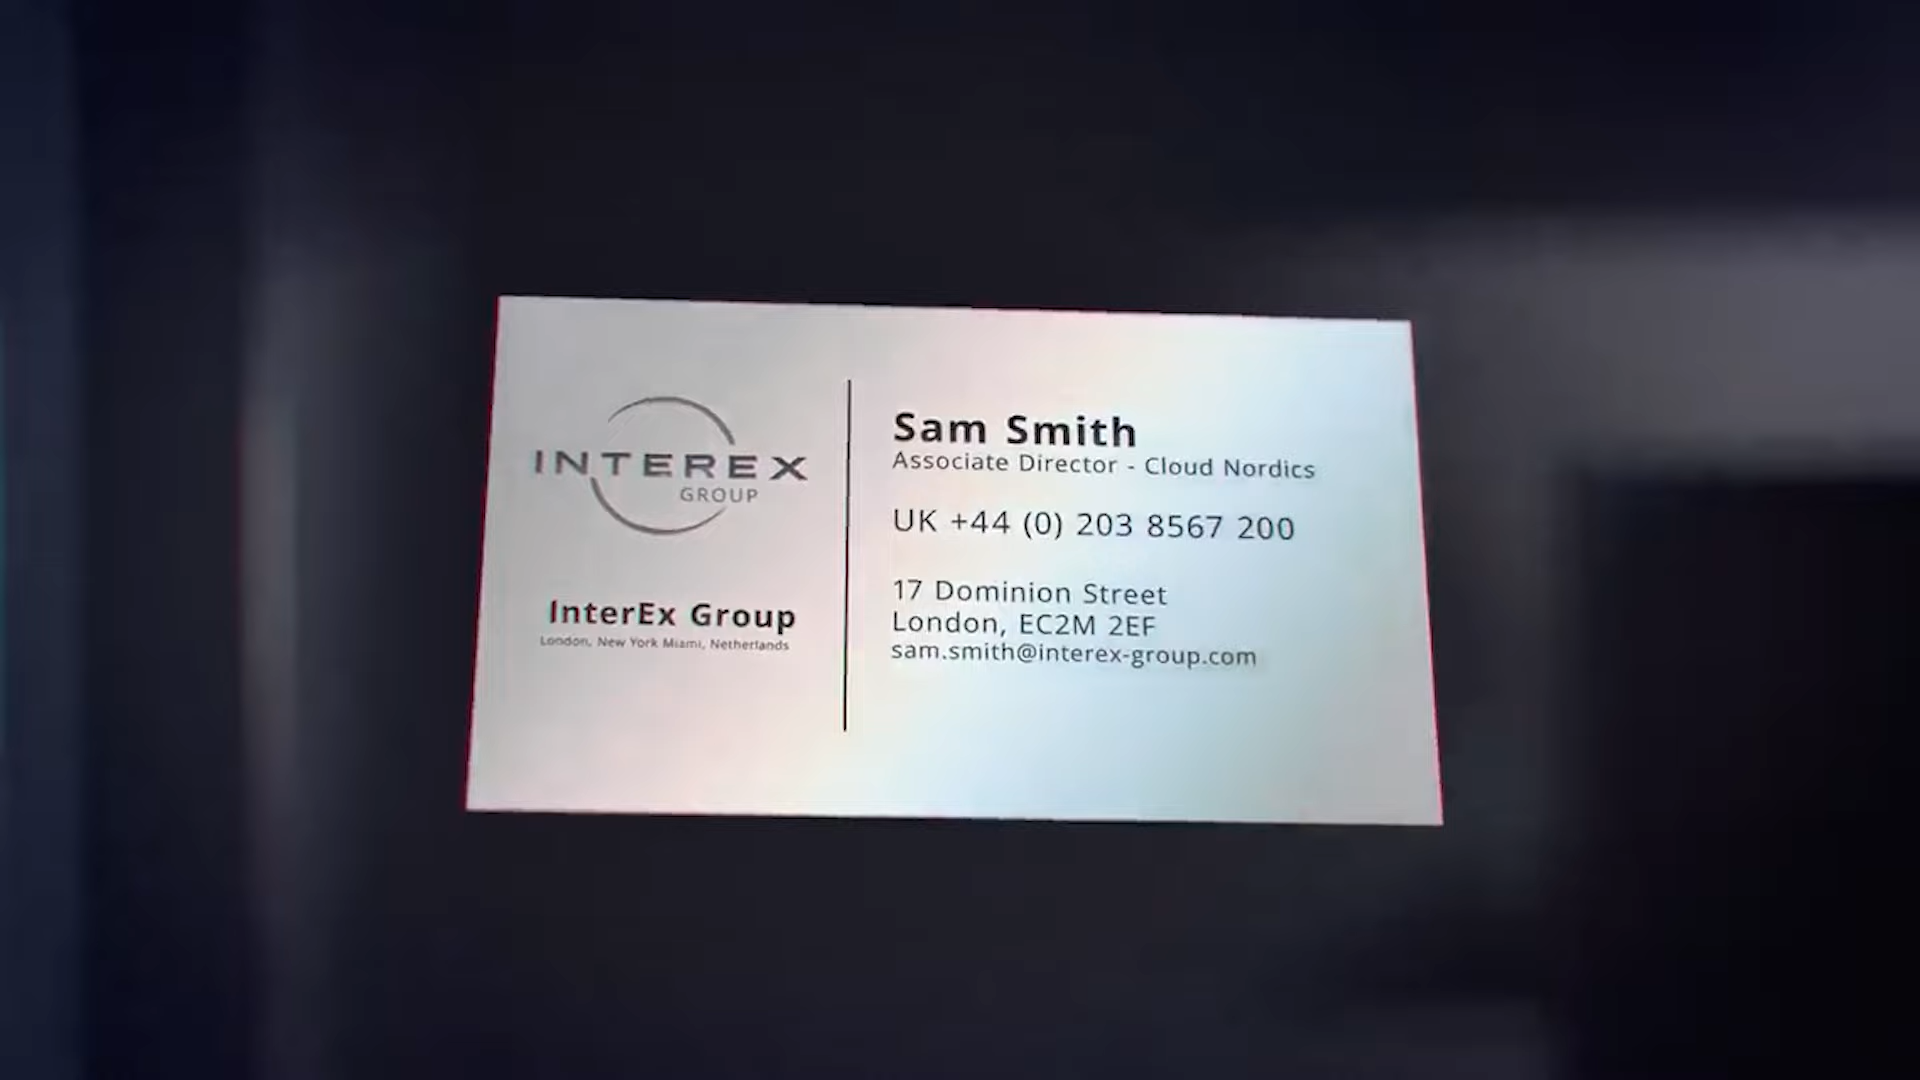 INTEREX
GROUP
InterEx Group
London, New York Miami, Netherlands
Sam Smith
Associate Director - Cloud Nordics
UK +44 (0) 203 8567 200
17 Dominion Street
London, EC2M 2EF
sam.smith@interex-group.com